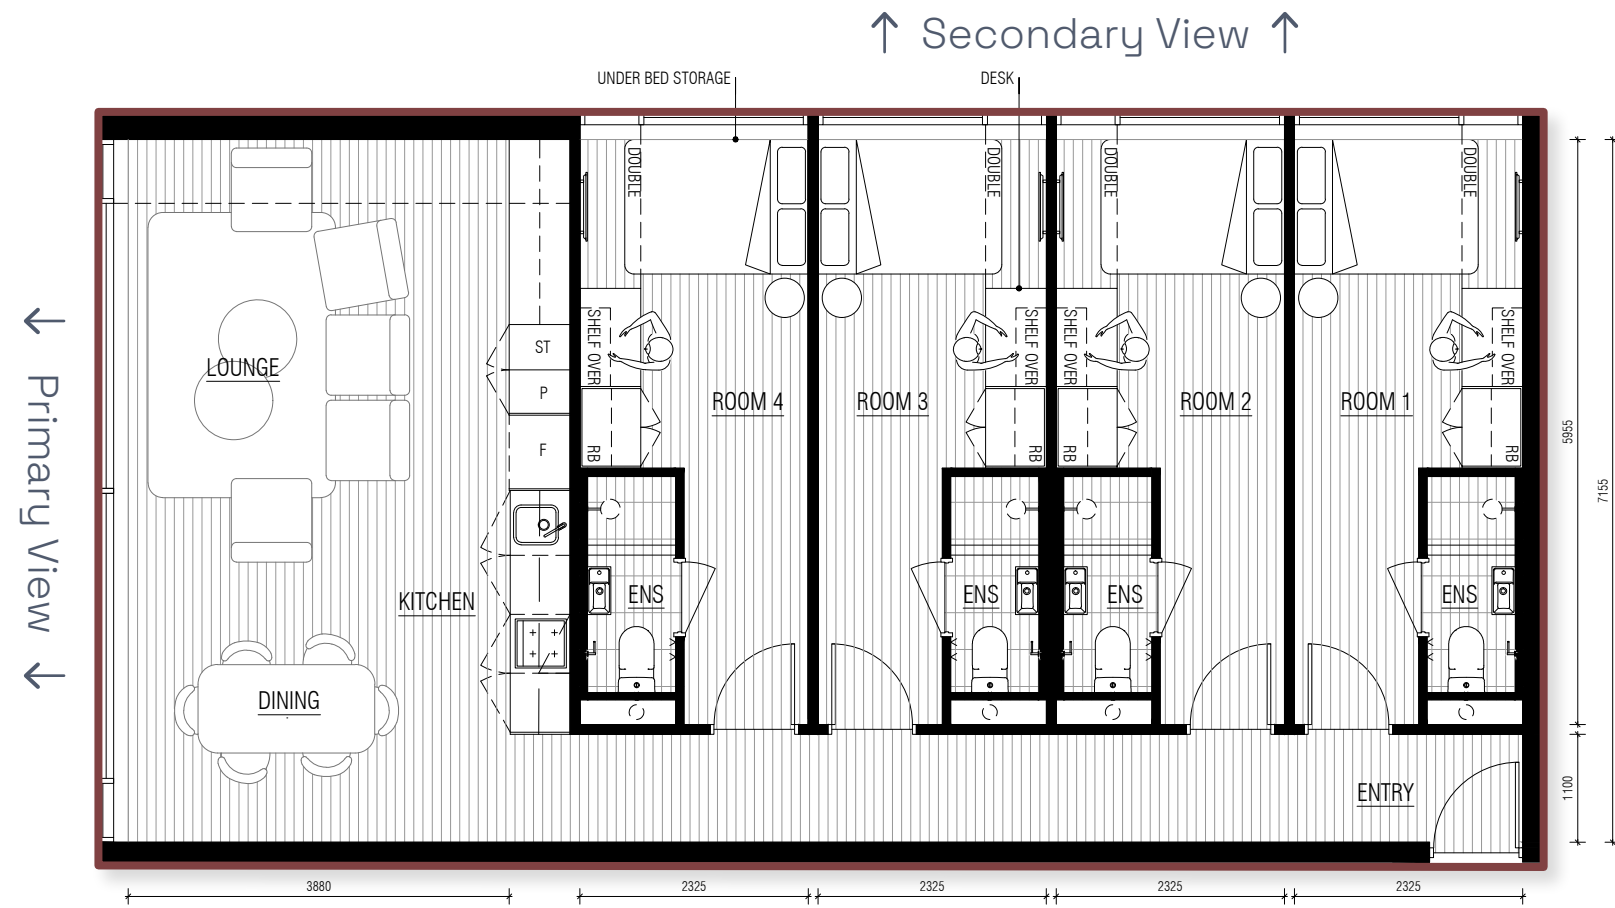 ↑ Secondary View ↑
UNDER BED STORAGE
DESK
DOUBLE
DOUBLE
DOUBLE
DOUBLE
← Primary View ←
LOUNGE
ST
P
F
SHELF OVER
SHELF OVER
SHELF OVER
SHELF OVER
ROOM 4
ROOM 3
ROOM 2
ROOM 1
RB
RB
RB
RB
5955
7155
KITCHEN
ENS
ENS
ENS
ENS
DINING
ENTRY
1100
3880
2325
2325
2325
2325